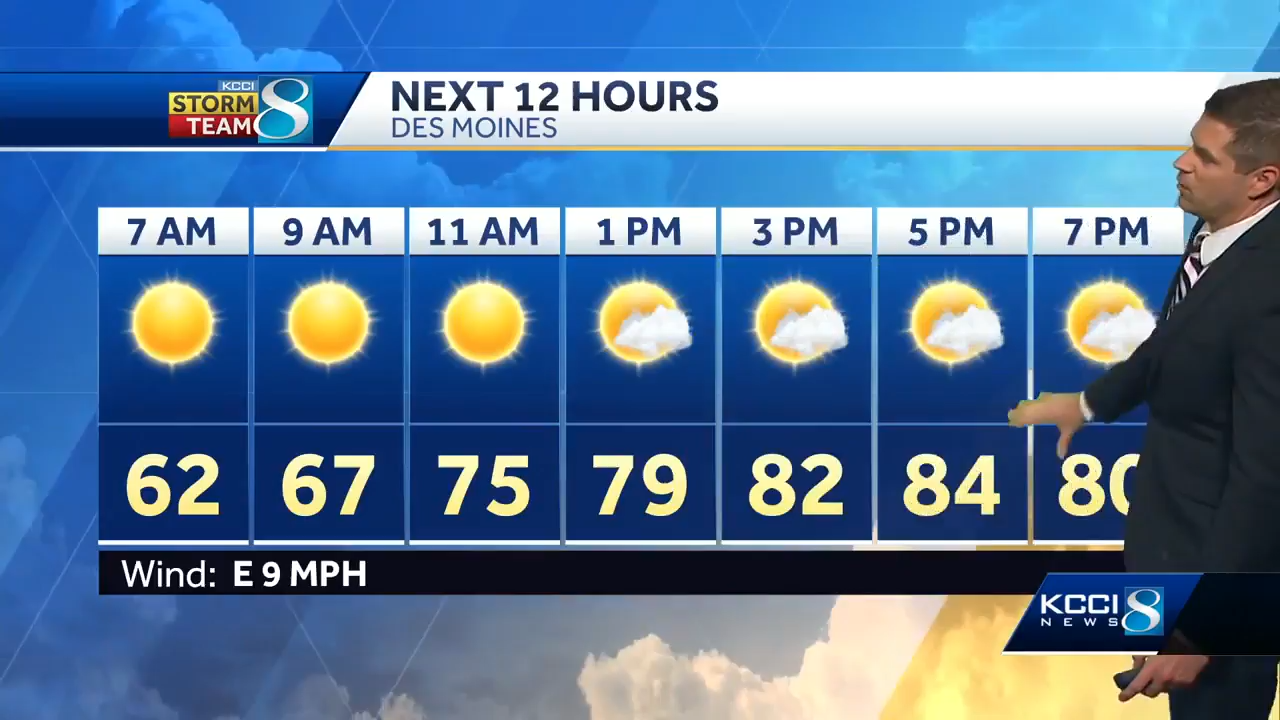 KCCI
STORM
TEAM 8
NEXT 12 HOURS
DES MOINES
7 AM 9 AM 11 AM 1 PM 3 PM 5 PM 7 PM
62 67 75 79 82 84 80
Wind: E 9 MPH
KCCI 8
NEWS